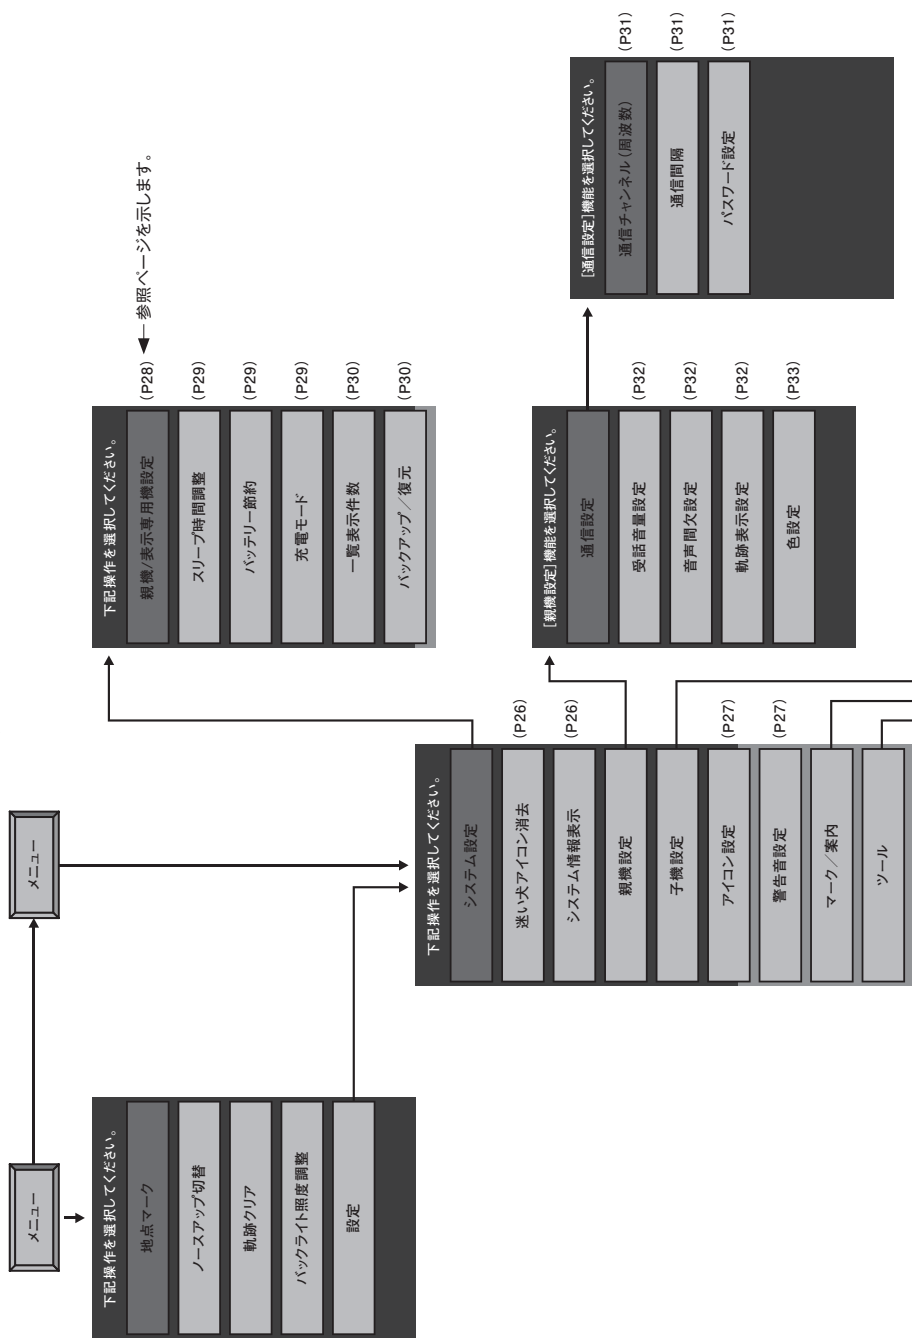 メニュー
メニュー
下記操作を選択してください。
地点マーク
ノースアップ切替
軌跡クリア
バックライト照度調整
設定
下記操作を選択してください。
システム設定
迷い犬アイコン消去 (P26)
システム情報表示 (P26)
親機設定
子機設定
アイコン設定 (P27)
警告音設定 (P27)
マーク/案内
ツール
下記操作を選択してください。
親機/表示専用機設定 (P28) 参照ページを示します。
スリープ時間調整 (P29)
バッテリー節約 (P29)
充電モード (P29)
一覧表示件数 (P30)
バックアップ/復元 (P30)
[親機設定]機能を選択してください。
通信設定
受話音量設定 (P32)
音声間欠設定 (P32)
軌跡表示設定 (P32)
色設定 (P33)
[通信設定]機能を選択してください。
通信チャンネル(周波数) (P31)
通信間隔 (P31)
パスワード設定 (P31)